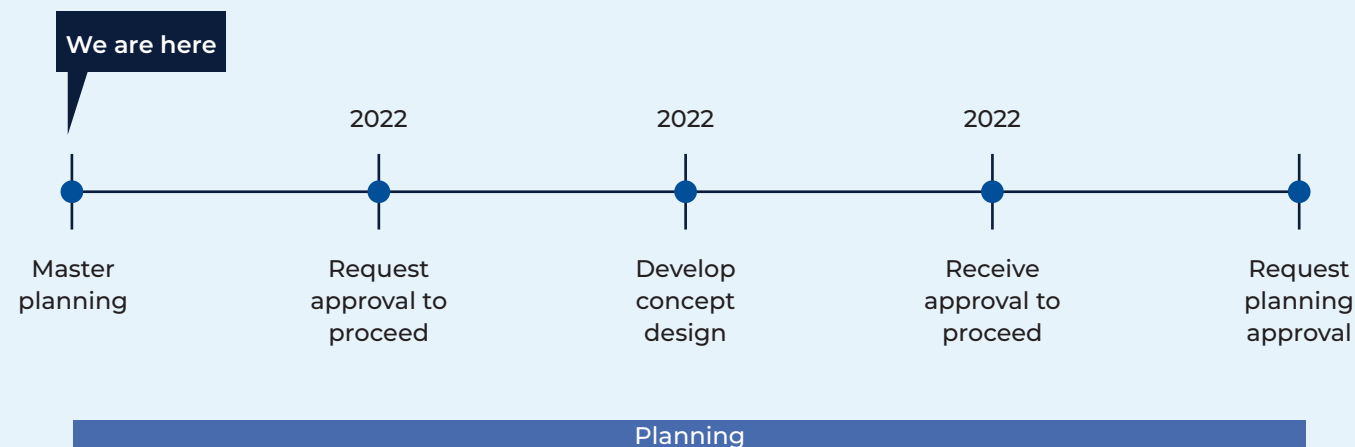 We are here
2022
2022
2022
Master
planning
Request
approval to
proceed
Develop
concept
design
Receive
approval to
proceed
Request
planning
approval
Planning